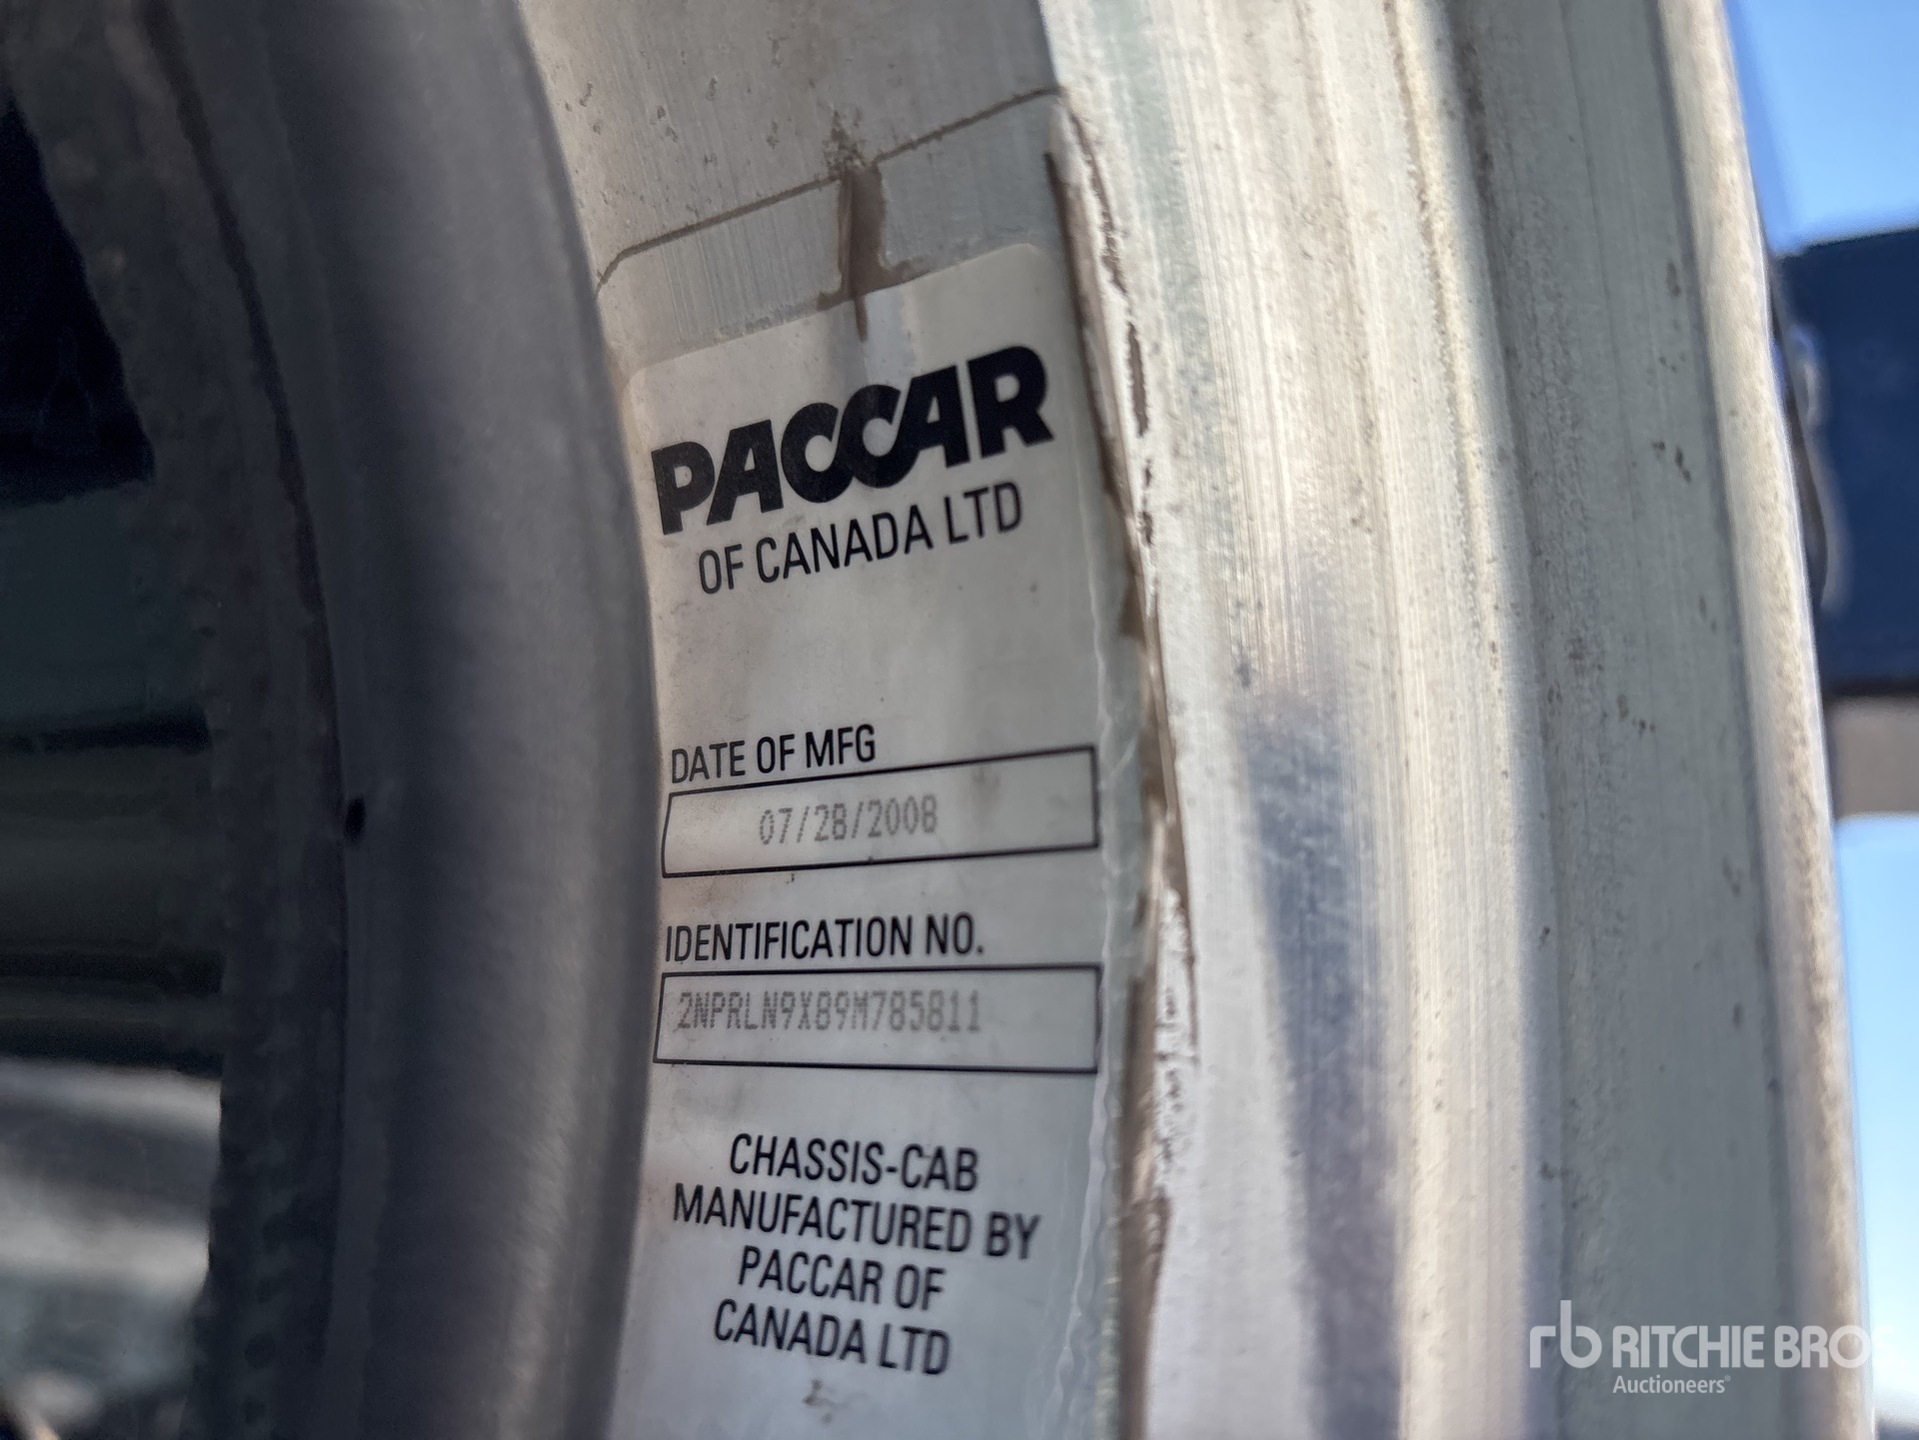 PACCAR
OF CANADA LTD
DATE OF MFG
07/28/2008
IDENTIFICATION NO.
2NPRLN9X89M785811
CHASSIS-CAB
MANUFACTURED BY
PACCAR OF
CANADA LTD
rb RITCHIE BROS.
Auctioneers®